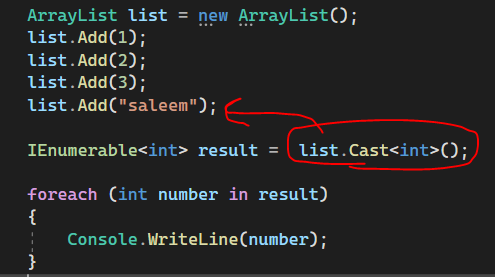 ArrayList list = new ArrayList();
list.Add(1);
list.Add(2);
list.Add(3);
list.Add("saleem");
IEnumerable<int> result = list.Cast<int>();
foreach (int number in result)
{
Console.WriteLine(number);
}